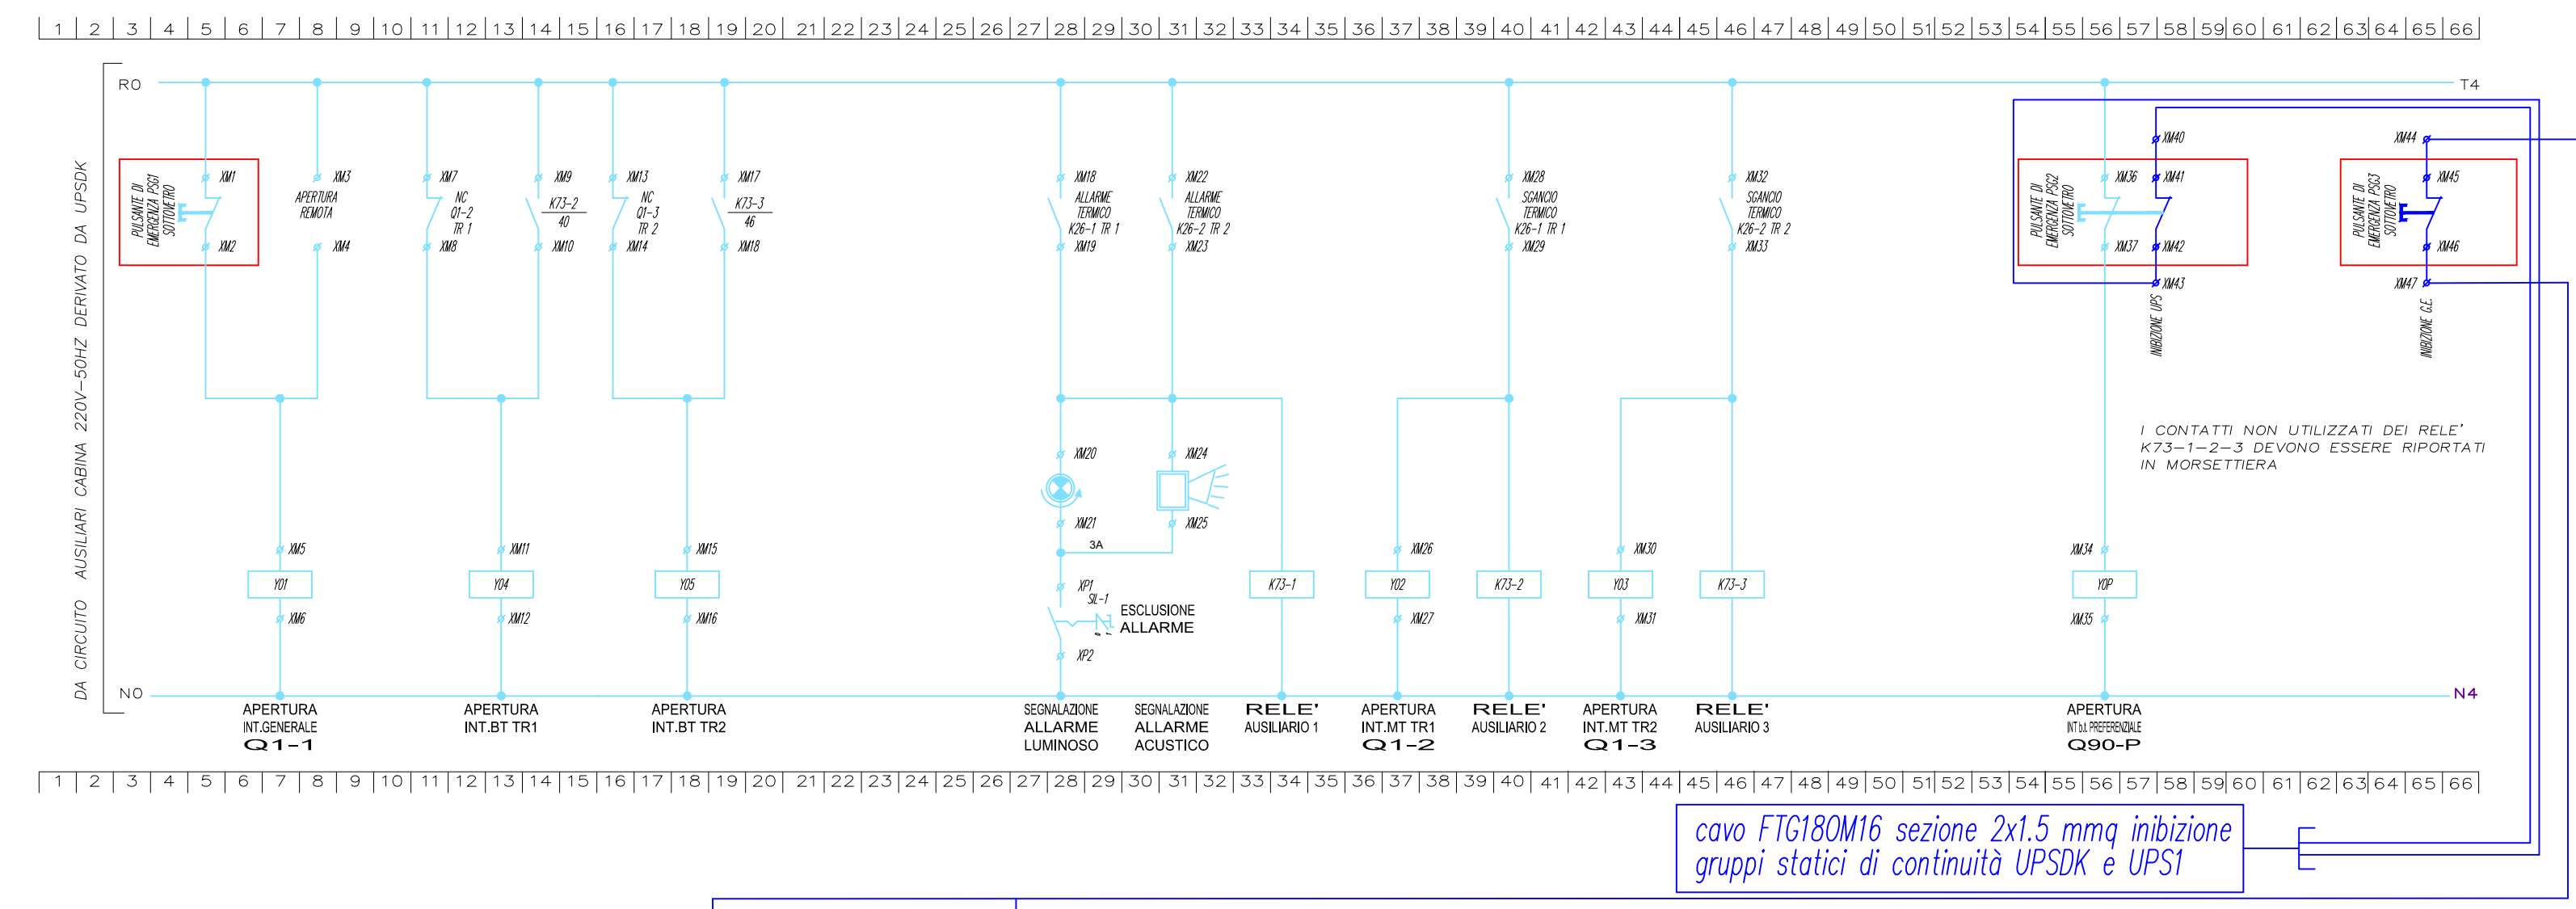 1 2 3 4 5 6 7 8 9 10 11 12 13 14 15 16 17 18 19 20 21 22 23 24 25 26 27 28 29 30 31 32 33 34 35 36 37 38 39 40 41 42 43 44 45 46 47 48 49 50 51 52 53 54 55 56 57 58 59 60 61 62 63 64 65 66
R0
T4
DA CIRCUITO AUSILIARI CABINA 220V-50HZ DERIVATO DA UPSDK
PULSANTE DI
EMERGENZA PSG1
SOTTOVETRO
XM1
XM2
XM3
APERTURA
REMOTA
XM4
XM7
NC
Q1-2
TR 1
XM8
XM9
K73-2
40
XM10
XM13
NC
Q1-3
TR 2
XM14
XM17
K73-3
46
XM18
XM18
ALLARME
TERMICO
K26-1 TR 1
XM19
XM22
ALLARME
TERMICO
K26-2 TR 2
XM23
XM28
SGANCIO
TERMICO
K26-1 TR 1
XM29
XM32
SGANCIO
TERMICO
K26-2 TR 2
XM33
PULSANTE DI
EMERGENZA PSG2
SOTTOVETRO
XM36
XM37
XM40
XM41
XM42
XM43
INIBIZIONE UPS
PULSANTE DI
EMERGENZA PSG3
SOTTOVETRO
XM44
XM45
XM46
XM47
INIBIZIONE G.E.
I CONTATTI NON UTILIZZATI DEI RELE'
K73-1-2-3 DEVONO ESSERE RIPORTATI
IN MORSETTIERA
XM20
XM21
XM24
XM25
3A
XP1
SIL-1
ESCLUSIONE
ALLARME
XP2
XM5
Y01
XM6
XM11
Y04
XM12
XM15
Y05
XM16
K73-1
XM26
Y02
XM27
K73-2
XM30
Y03
XM31
K73-3
XM34
Y0P
XM35
N0
N4
APERTURA
INT.GENERALE
Q1-1
APERTURA
INT.BT TR1
APERTURA
INT.BT TR2
SEGNALAZIONE
ALLARME
LUMINOSO
SEGNALAZIONE
ALLARME
ACUSTICO
RELE'
AUSILIARIO 1
APERTURA
INT.MT TR1
Q1-2
RELE'
AUSILIARIO 2
APERTURA
INT.MT TR2
Q1-3
RELE'
AUSILIARIO 3
APERTURA
INT b.t. PREFERENZIALE
Q90-P
1 2 3 4 5 6 7 8 9 10 11 12 13 14 15 16 17 18 19 20 21 22 23 24 25 26 27 28 29 30 31 32 33 34 35 36 37 38 39 40 41 42 43 44 45 46 47 48 49 50 51 52 53 54 55 56 57 58 59 60 61 62 63 64 65 66
cavo FTG18OM16 sezione 2x1.5 mmq inibizione
gruppi statici di continuità UPSDK e UPS1